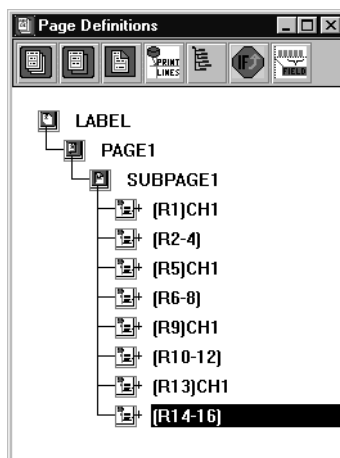 Page Definitions
PRINT LINES
IF
FIELD
LABEL
PAGE1
SUBPAGE1
(R1)CH1
(R2-4)
(R5)CH1
(R6-8)
(R9)CH1
(R10-12)
(R13)CH1
(R14-16)